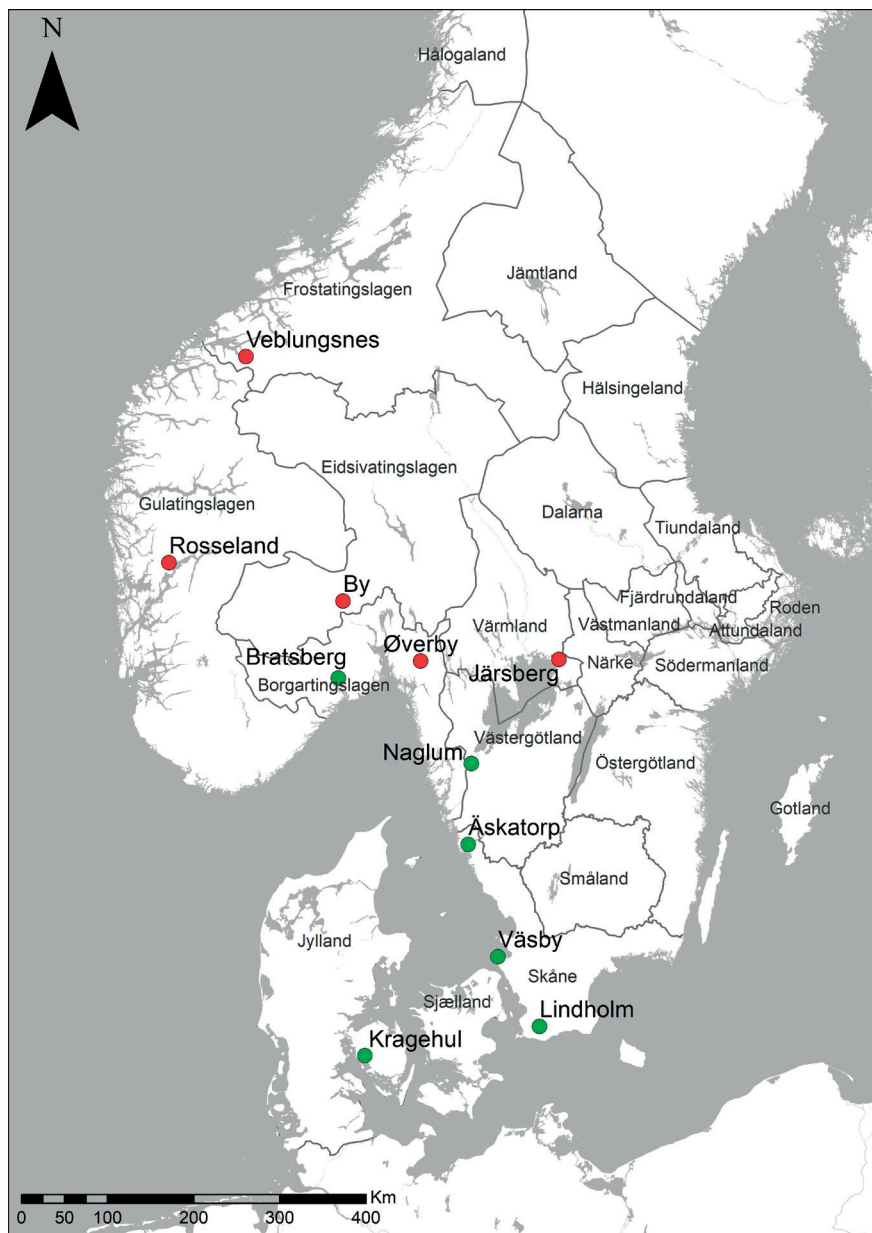 N
Hålogaland
Jämtland
Frostatingslagen
Veblungsnes
Hälsingeland
Eidsivatingslagen
Gulatingslagen
Dalarna
Tiundaland
Rosseland
By
Fjärdrundaland
Roden
Värmland
Västmanland
Attundaland
Bratsberg
Øverby
Järsberg
Närke
Södermanland
Borgartingslagen
Västergötland
Naglum
Östergötland
Gotland
Äskatorp
Småland
Jylland
Väsby
Skåne
Sjælland
Lindholm
Kragehul
Km
0 50 100 200 300 400